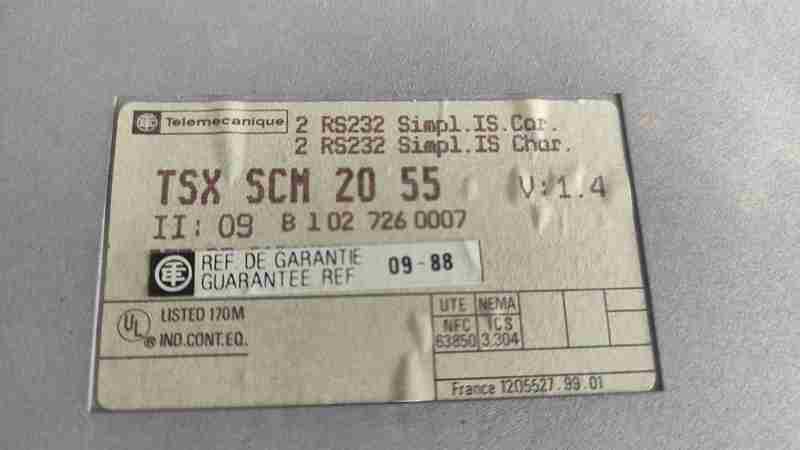 Telemecanique 2 RS232 Simpl.IS.Car.
2 RS232 Simpl.IS Char.
TSX SCM 20 55 V:1.4
II: 09 B 1 02 726 0007
REF DE GARANTIE
GUARANTEE REF 09-88
UL LISTED 170M
IND.CONT.EQ.
UTE NEMA
NFC ICS
63850 3.304
France 1205527.99.01